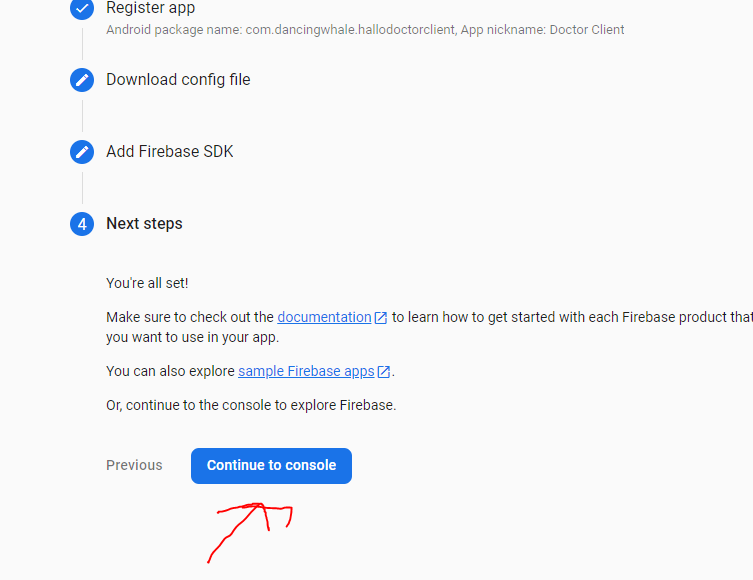 Register app
Android package name: com.dancingwhale.hallodoctorclient, App nickname: Doctor Client
Download config file
Add Firebase SDK
4 Next steps
You're all set!
Make sure to check out the documentation to learn how to get started with each Firebase product that
you want to use in your app.
You can also explore sample Firebase apps.
Or, continue to the console to explore Firebase.
Previous Continue to console